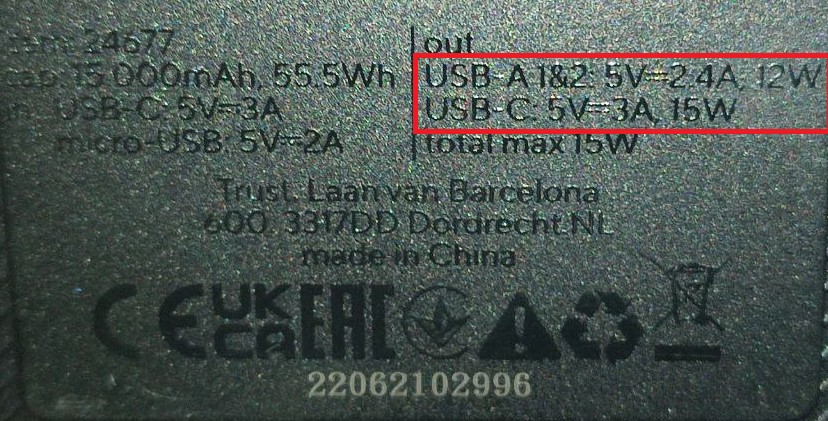 item: 24677
cap: 15.000mAh, 55.5Wh
in: USB-C: 5V⎓3A
micro-USB: 5V⎓2A
out
USB-A 1&2: 5V⎓2.4A, 12W
USB-C: 5V⎓3A, 15W
total max 15W
Trust. Laan van Barcelona
600. 3317DD Dordrecht.NL
made in China
CE UK CA EAC
22062102996